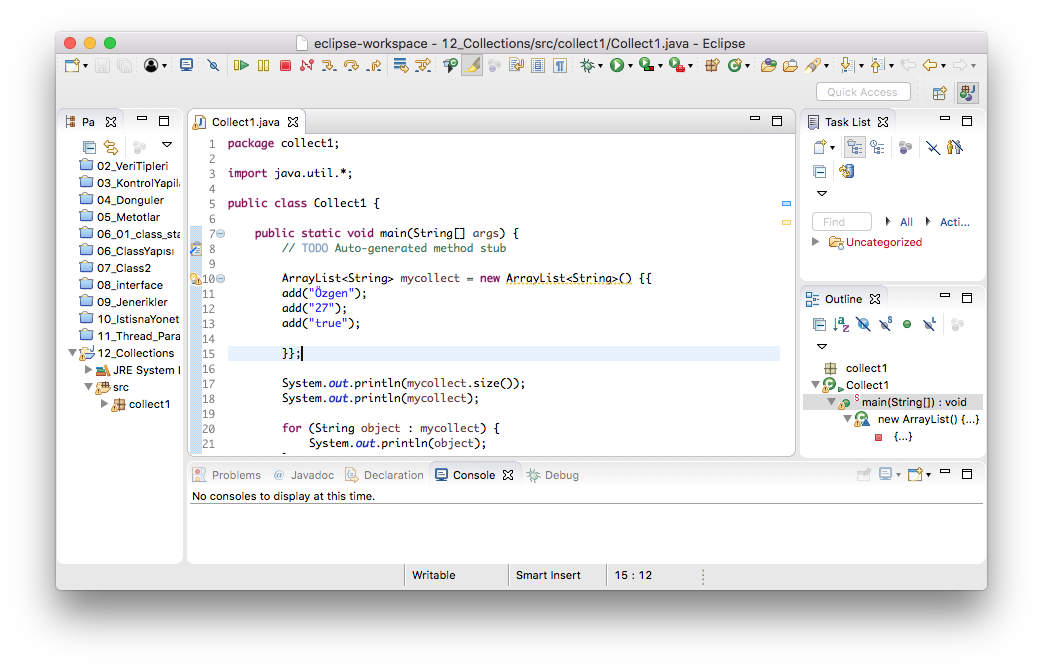 eclipse-workspace - 12_Collections/src/collect1/Collect1.java - Eclipse
Quick Access
Pa
02_VeriTipleri
03_KontrolYapil
04_Donguler
05_Metotlar
06_01_class_sta
06_ClassYapısı
07_Class2
08_interface
09_Jenerikler
10_IstisnaYonet
11_Thread_Para
12_Collections
JRE System l
src
collect1
Collect1.java
1 package collect1;
2
3 import java.util.*;
4
5 public class Collect1 {
6
7 public static void main(String[] args) {
8 // TODO Auto-generated method stub
9
10 ArrayList<String> mycollect = new ArrayList<String>() {{
11 add("Özgen");
12 add("27");
13 add("true");
14
15 }};
16
17 System.out.println(mycollect.size());
18 System.out.println(mycollect);
19
20 for (String object : mycollect) {
21 System.out.println(object);
Task List
Find
All
Acti...
Uncategorized
Outline
collect1
Collect1
main(String[]) : void
new ArrayList() {...}
{...}
Problems
@ Javadoc
Declaration
Console
Debug
No consoles to display at this time.
Writable
Smart Insert
15 : 12